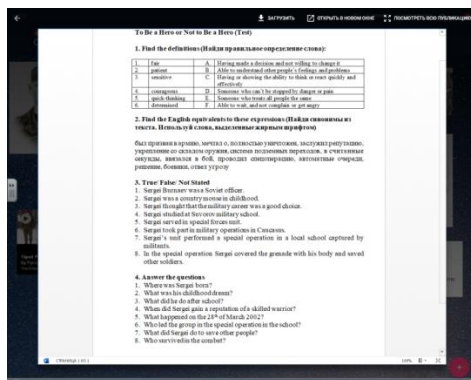 ЗАГРУЗИТЬ ОТКРЫТЬ В НОВОМ ОКНЕ ПОСМОТРЕТЬ ВСЮ ПУБЛИКАЦИЮ
To Be a Hero or Not to Be a Hero (Test)
1. Find the definitions (Найди правильное определение слова):
1. fair A. Having made a decision and not willing to change it
2. patient B. Able to understand other people's feelings and problems
3. sensitive C. Having or showing the ability to think or react quickly and
effectively
4. courageous D. Someone who can't be stopped by danger or pain
5. quick thinking E. Someone who treats all people the same
6. determined F. Able to wait, and not complain or get angry
2. Find the English equivalents to these expressions (Найди синонимы из
текста. Используй слова, выделенные жирным шрифтом)
был призван в армию, мечтал о, полностью уничтожен, заслужил репутацию,
укрепление со складом оружия, система подземных переходов, в считанные
секунды, ввязался в бой, проводил спецоперацию, автоматные очереди,
решение, боевики, отвел угрозу
3. True/ False/ Not Stated
1. Sergei Burnaev was a Soviet officer.
2. Sergei was a country mouse in childhood.
3. Sergei thought that the military career was a good choice.
4. Sergei studied at Suvorov military school.
5. Sergei served in special forces unit.
6. Sergei took part in military operations in Caucasus.
7. Sergei's unit performed a special operation in a local school captured by
militants.
8. In the special operation Sergei covered the grenade with his body and saved
other soldiers.
4. Answer the questions
1. Where was Sergei born?
2. What was his childhood dream?
3. What did he do after school?
4. When did Sergei gain a reputation of a skilled warrior?
5. What happened on the 28th of March 2002?
6. Who led the group in the special operation in the school?
7. What did Sergei do to save other people?
8. Who survived in the combat?